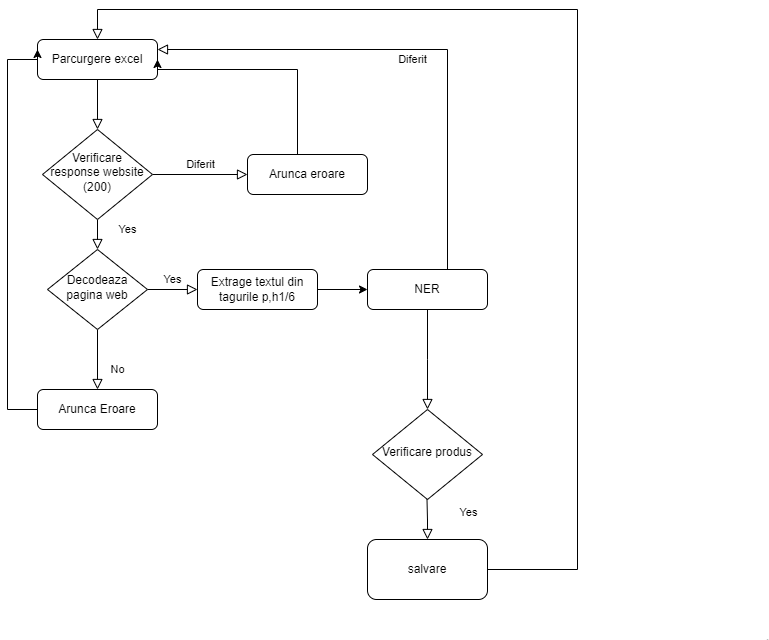 Parcurgere excel
Diferit
Verificare
response website
(200)
Diferit
Arunca eroare
Yes
Decodeaza
pagina web
Yes
Extrage textul din
tagurile p,h1/6
NER
No
Arunca Eroare
Verificare produs
Yes
salvare